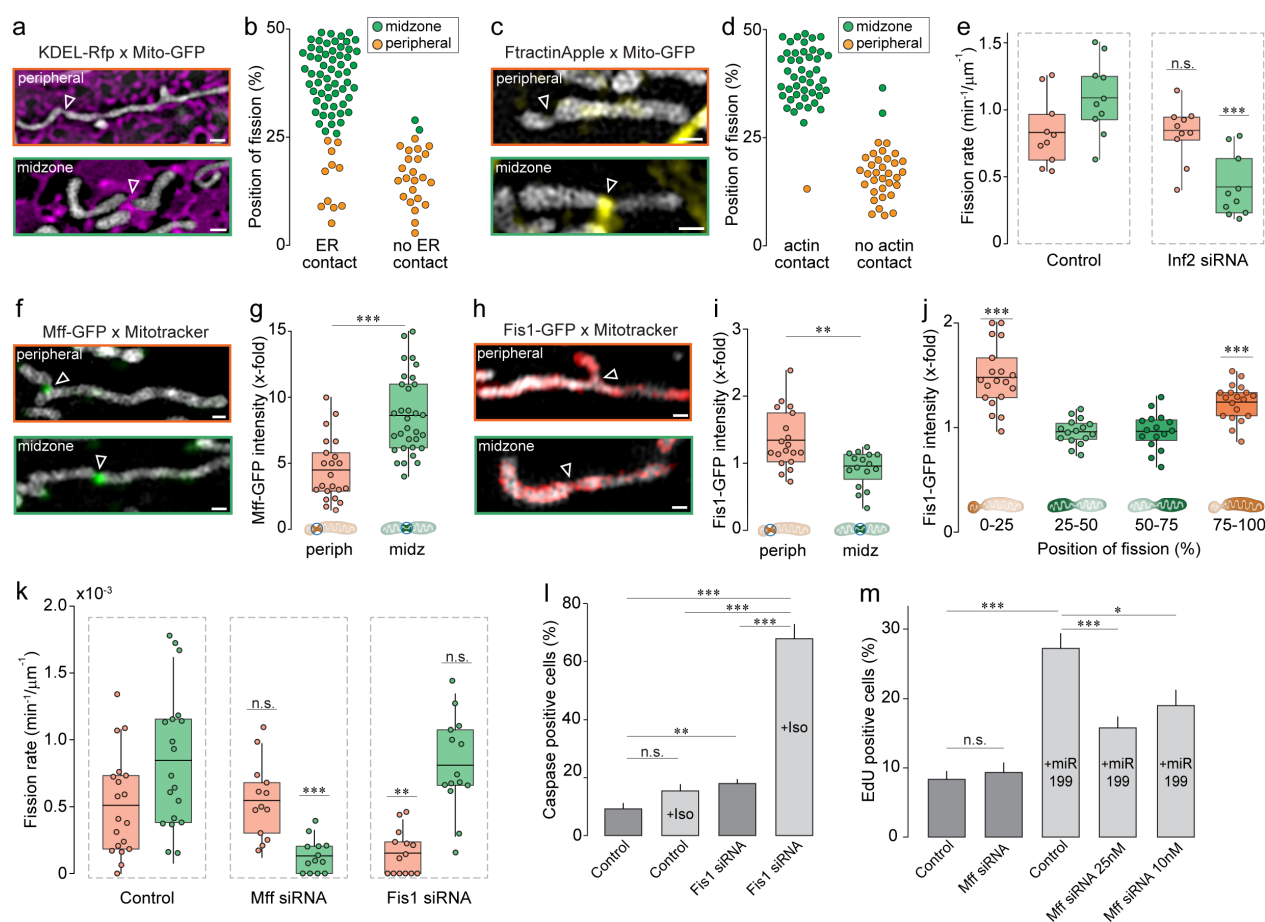 a
KDEL-Rfp x Mito-GFP
peripheral
midzone
b
Position of fission (%)
50
25
0
midzone
peripheral
ER contact
no ER contact
c
FtractinApple x Mito-GFP
peripheral
midzone
d
Position of fission (%)
50
25
0
midzone
peripheral
actin contact
no actin contact
e
Fission rate (min⁻¹/μm⁻¹)
1.5
1.0
0.5
0
n.s.
***
Control
Inf2 siRNA
f
Mff-GFP x Mitotracker
peripheral
midzone
g
Mff-GFP intensity (x-fold)
15
10
5
0
***
periph
midz
h
Fis1-GFP x Mitotracker
peripheral
midzone
i
Fis1-GFP intensity (x-fold)
3
2
1
0
**
periph
midz
j
Fis1-GFP intensity (x-fold)
2
1
0
***
***
0-25
25-50
50-75
75-100
Position of fission (%)
k
x10⁻³
Fission rate (min⁻¹/μm⁻¹)
2.0
1.5
1.0
0.5
0
n.s.
***
**
n.s.
Control
Mff siRNA
Fis1 siRNA
l
Caspase positive cells (%)
80
60
40
20
0
***
***
***
**
n.s.
+Iso
+Iso
Control
Control
Fis1 siRNA
Fis1 siRNA
m
EdU positive cells (%)
30
20
10
0
***
*
***
n.s.
+miR 199
+miR 199
+miR 199
Control
Mff siRNA
Control
Mff siRNA 25nM
Mff siRNA 10nM